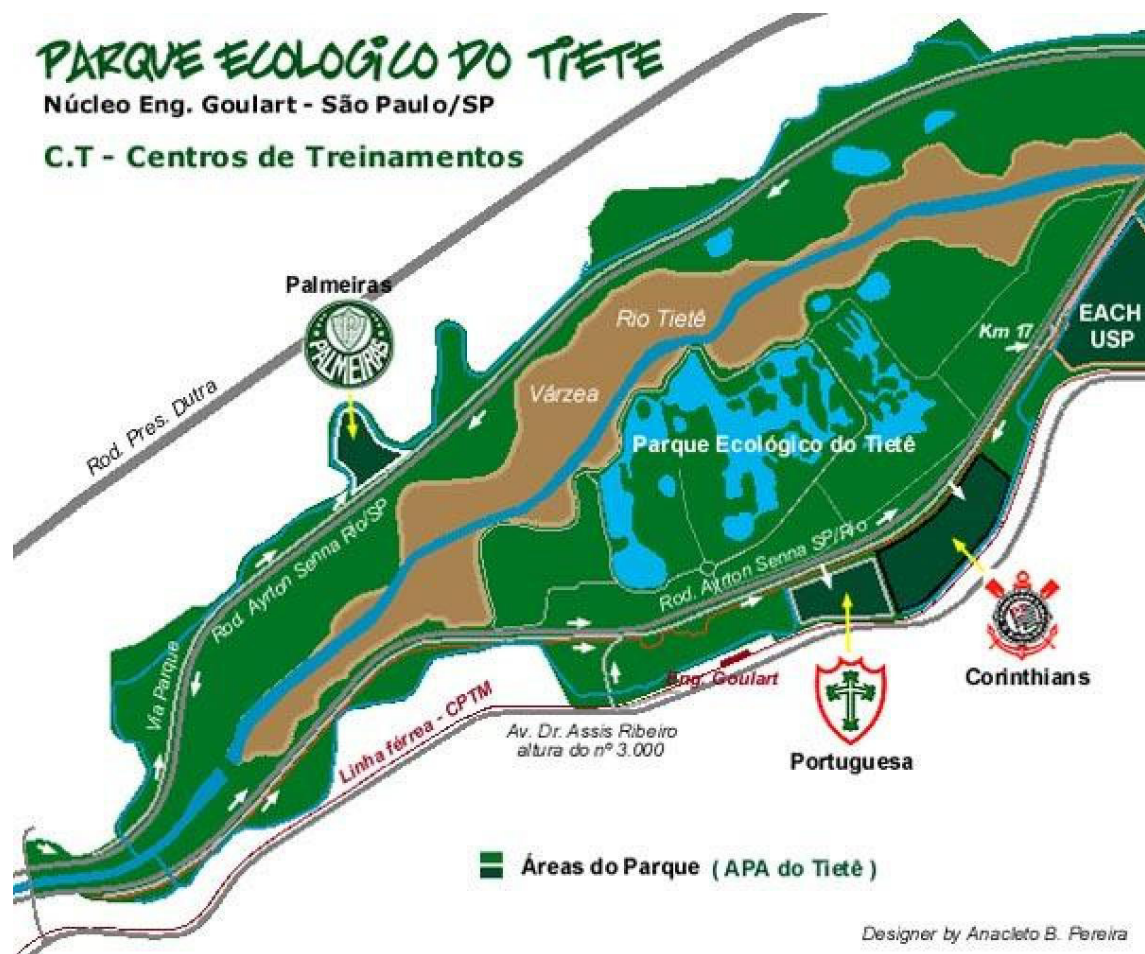 PARQUE ECOLOGICO DO TIETE
Núcleo Eng. Goulart - São Paulo/SP
C.T - Centros de Treinamentos
Palmeiras
PALMEIRAS
Rod. Pres. Dutra
Rio Tietê
Várzea
Km 17
EACH
USP
Parque Ecológico do Tietê
Rod. Ayrton Senna Rio/SP
Rod. Ayrton Senna SP/Rio
Via Parque
Eng. Goulart
Corinthians
Linha férrea - CPTM
Av. Dr. Assis Ribeiro
altura do nº 3.000
Portuguesa
Áreas do Parque ( APA do Tietê )
Designer by Anacleto B. Pereira